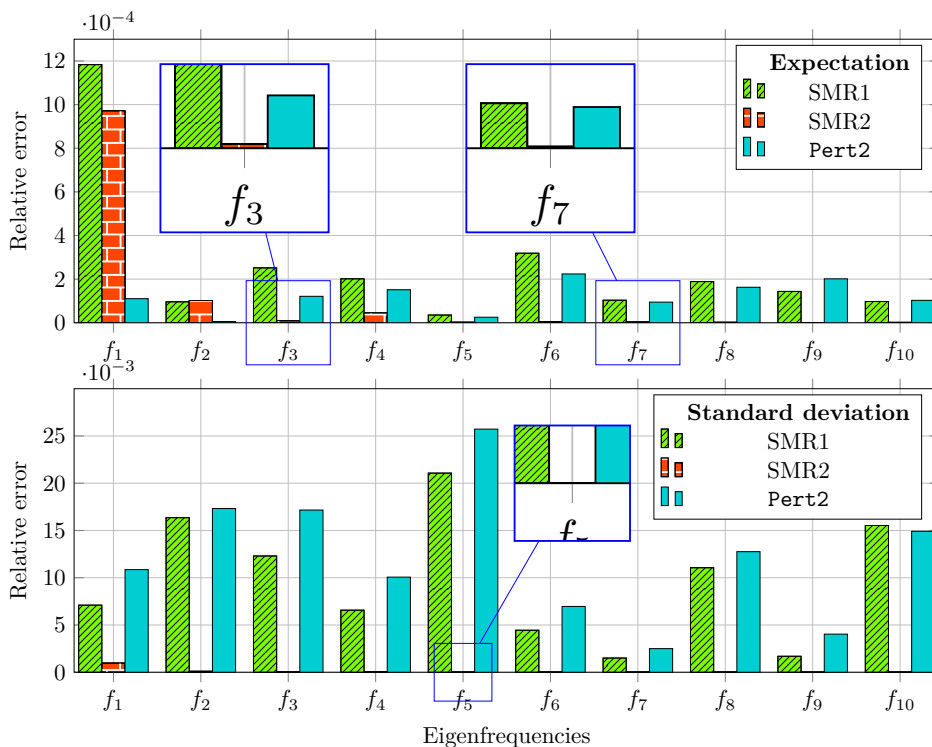 ·10⁻⁴
Relative error
12
10
8
6
4
2
0
Expectation
SMR1
SMR2
Pert2
f₃
f₇
f₁ f₂ f₃ f₄ f₅ f₆ f₇ f₈ f₉ f₁₀
·10⁻³
Relative error
25
20
15
10
5
0
Standard deviation
SMR1
SMR2
Pert2
f₁ f₂ f₃ f₄ f₅ f₆ f₇ f₈ f₉ f₁₀
Eigenfrequencies